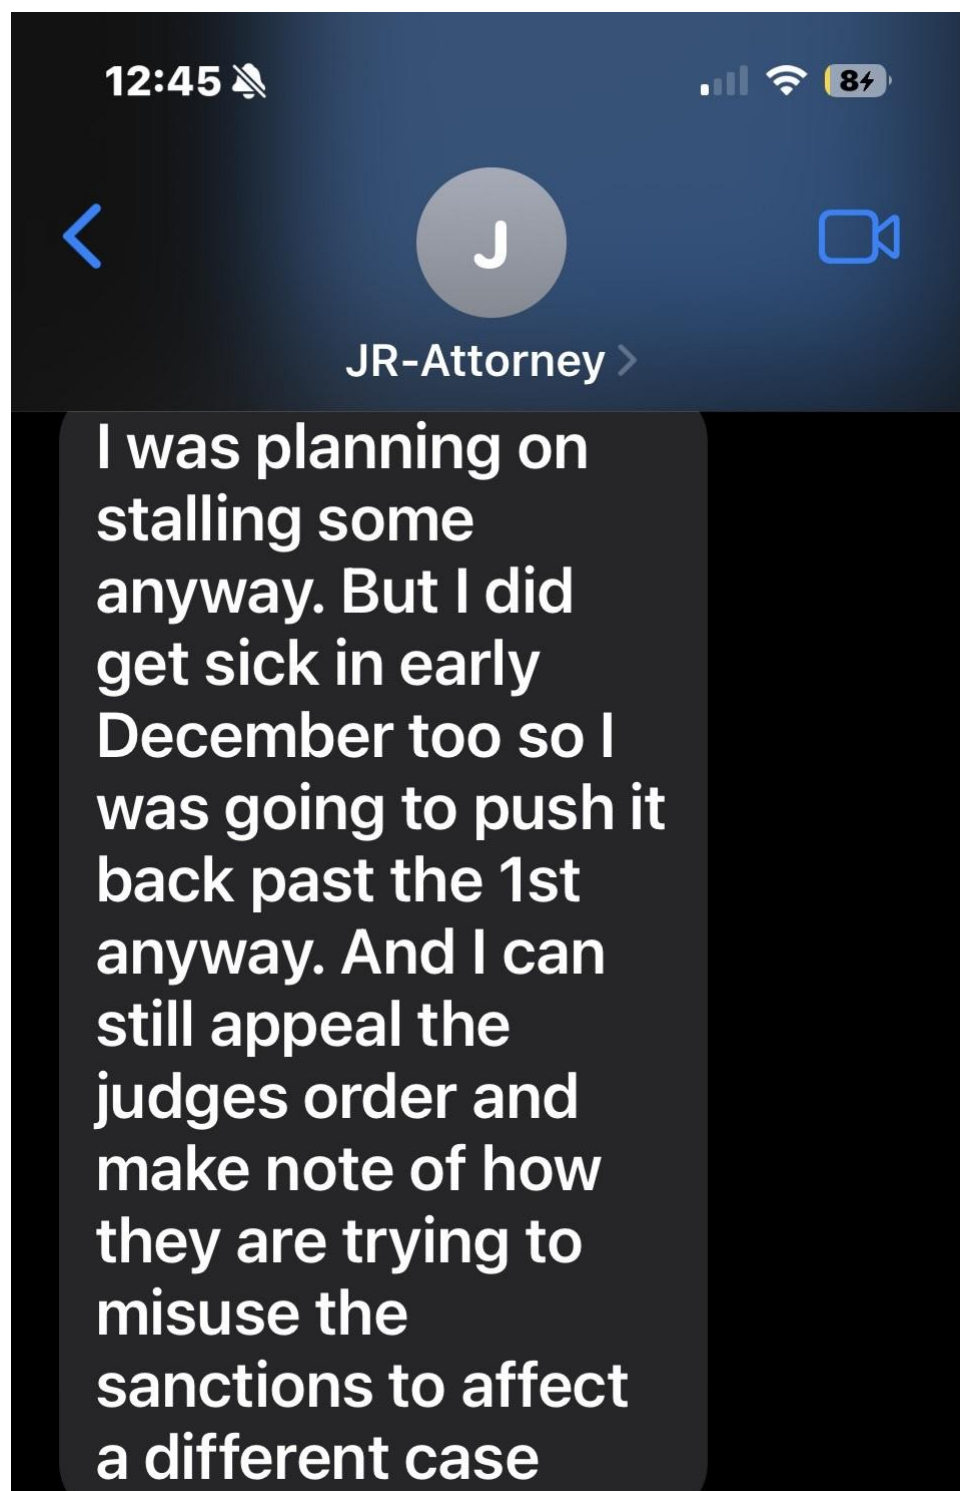 12:45
8
J
JR-Attorney
I was planning on
stalling some
anyway. But I did
get sick in early
December too so I
was going to push it
back past the 1st
anyway. And I can
still appeal the
judges order and
make note of how
they are trying to
misuse the
sanctions to affect
a different case